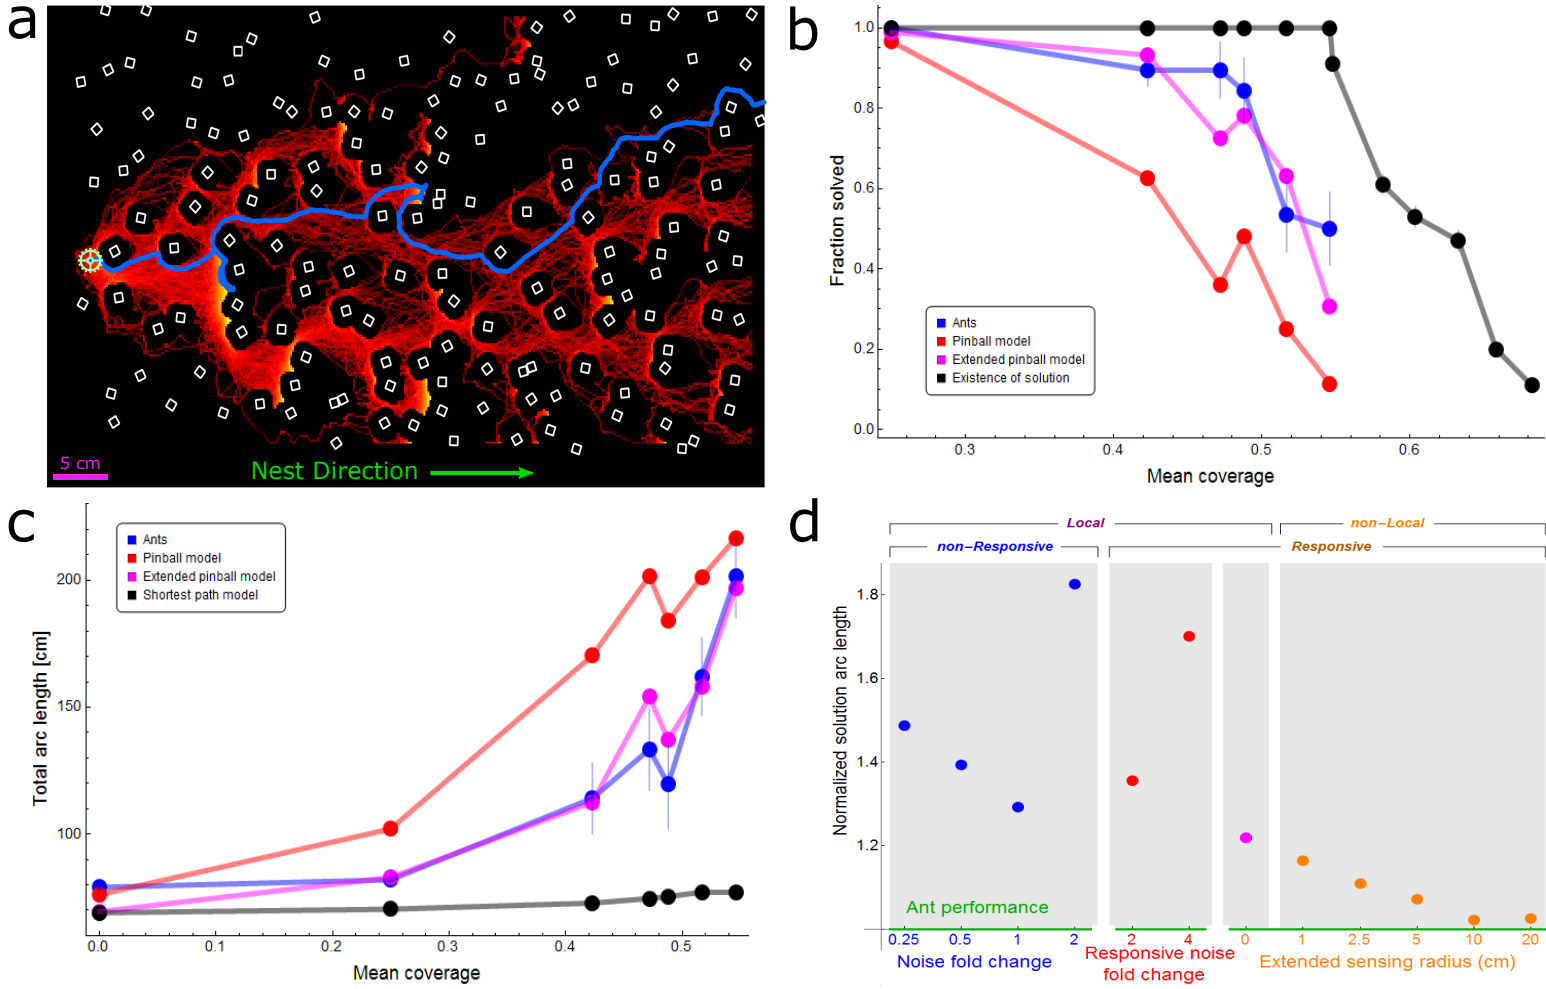 a
5 cm
Nest Direction
b
1.0
0.8
0.6
0.4
0.2
0.0
Fraction solved
Ants
Pinball model
Extended pinball model
Existence of solution
0.3
0.4
0.5
0.6
Mean coverage
c
Ants
Pinball model
Extended pinball model
Shortest path model
200
150
100
Total arc length [cm]
0.0
0.1
0.2
0.3
0.4
0.5
Mean coverage
d
Local
non-Local
non-Responsive
Responsive
1.8
1.6
1.4
1.2
Normalized solution arc length
Ant performance
0.25 0.5 1 2
2 4
0 1 2.5 5 10 20
Noise fold change
Responsive noise
fold change
Extended sensing radius (cm)